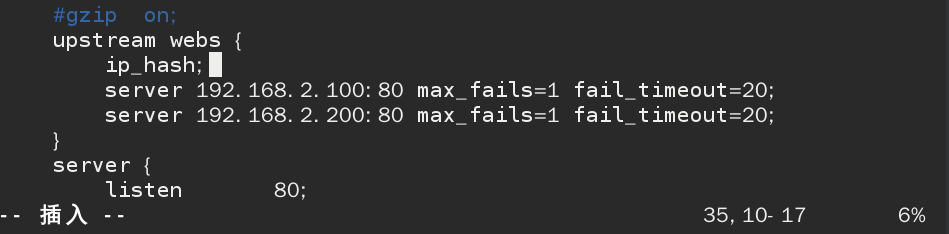 #gzip  on;
upstream webs {
ip_hash;
server 192.168.2.100:80 max_fails=1 fail_timeout=20;
server 192.168.2.200:80 max_fails=1 fail_timeout=20;
}
server {
listen       80;
-- 插入 --                                35,10-17       6%